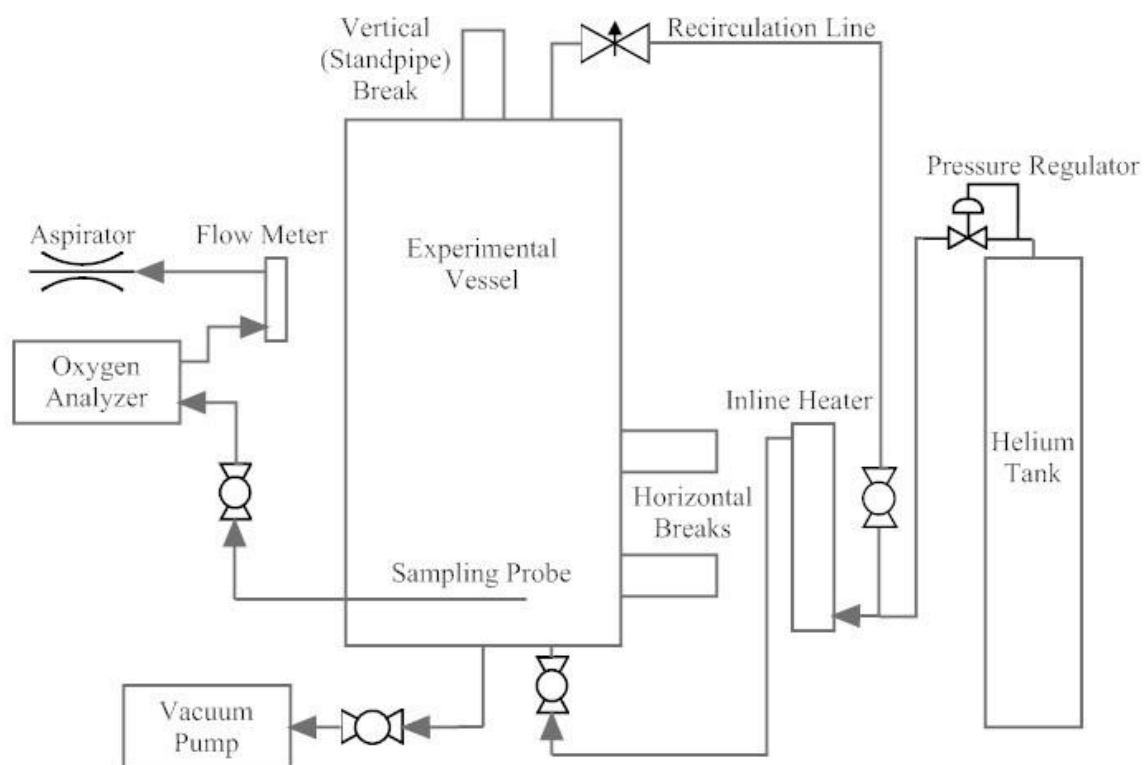 Vertical
(Standpipe)
Break
Recirculation Line
Pressure Regulator
Aspirator
Flow Meter
Experimental
Vessel
Oxygen
Analyzer
Inline Heater
Helium
Tank
Horizontal
Breaks
Sampling Probe
Vacuum
Pump